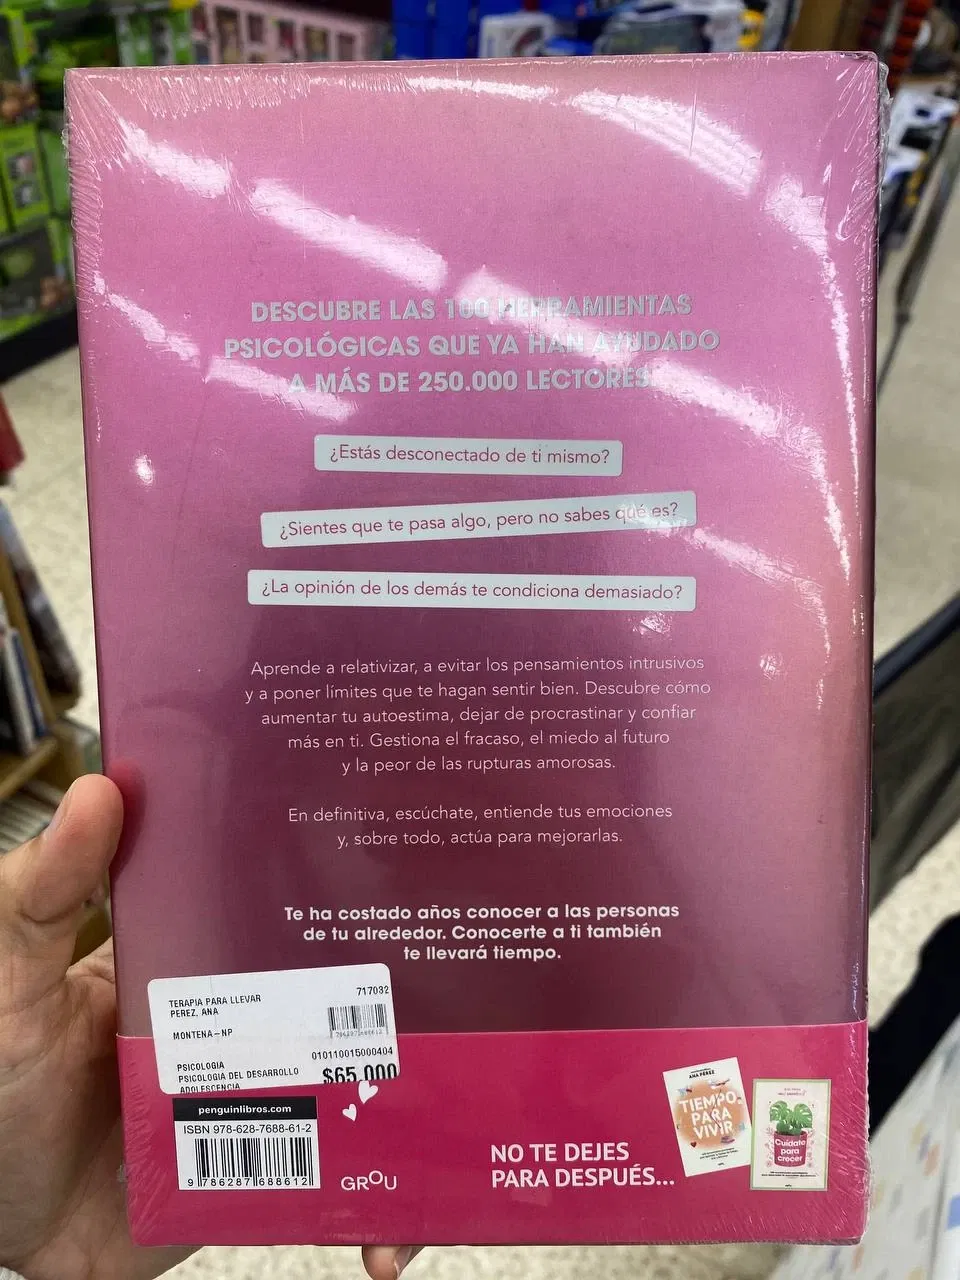 DESCUBRE LAS 100 HERRAMIENTAS
PSICOLÓGICAS QUE YA HAN AYUDADO
A MÁS DE 250.000 LECTORES
¿Estás desconectado de ti mismo?
¿Sientes que te pasa algo, pero no sabes qué es?
¿La opinión de los demás te condiciona demasiado?
Aprende a relativizar, a evitar los pensamientos intrusivos
y a poner límites que te hagan sentir bien. Descubre cómo
aumentar tu autoestima, dejar de procrastinar y confiar
más en ti. Gestiona el fracaso, el miedo al futuro
y la peor de las rupturas amorosas.
En definitiva, escúchate, entiende tus emociones
y, sobre todo, actúa para mejorarlas.
Te ha costado años conocer a las personas
de tu alrededor. Conocerte a ti también
te llevará tiempo.
TERAPIA PARA LLEVAR 717032
PEREZ, ANA
MONTENA-NP
9786287688612
PSICOLOGIA 010110015000404
PSICOLOGIA DEL DESARROLLO $65.000
ADOLESCENCIA
penguinlibros.com
ISBN 978-628-7688-61-2
9 786287 688612
GROU
NO TE DEJES
PARA DESPUÉS...
ANA PÉREZ
TIEMPO
PARA
VIVIR
Cuídate
para
crecer